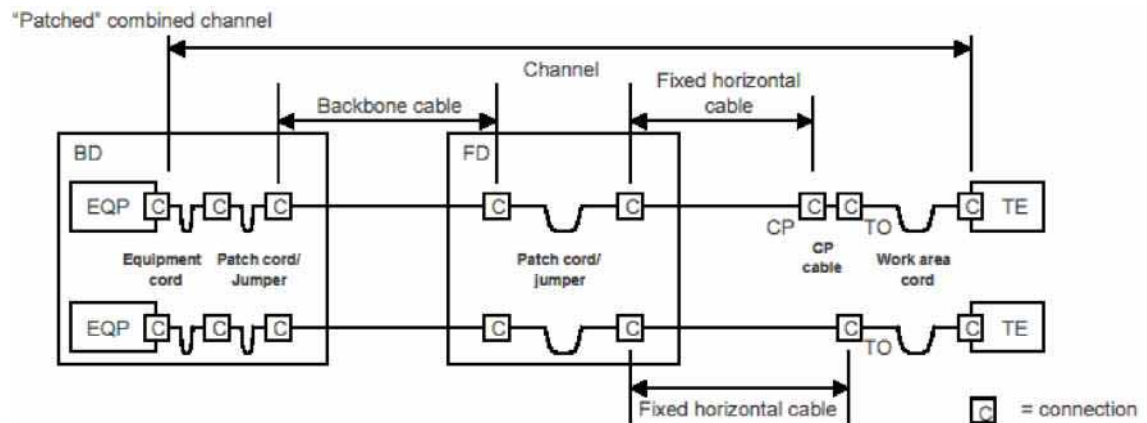 "Patched" combined channel
Channel
Fixed horizontal
cable
Backbone cable
BD
FD
EQP C C C C C CP C C TO C TE
Equipment
cord
Patch cord/
Jumper
Patch cord/
jumper
CP
cable
Work area
cord
EQP C C C C C C TO C TE
Fixed horizontal cable
C = connection